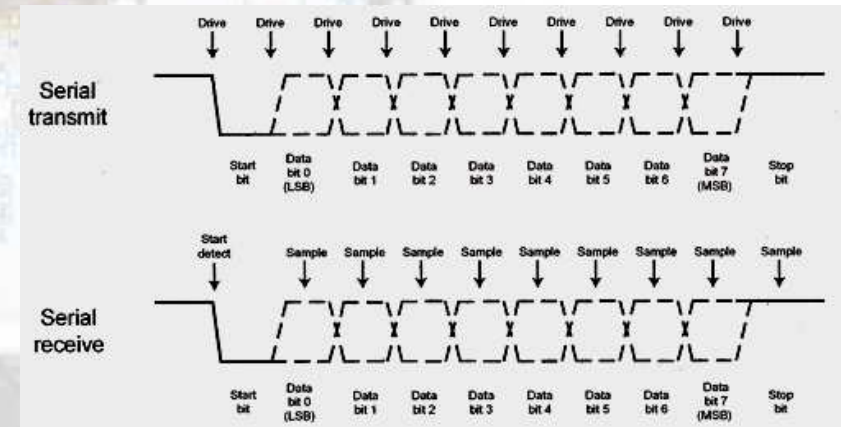 Drive Drive Drive Drive Drive Drive Drive Drive Drive Drive
Serial
transmit
Start
bit
Data
bit 0
(LSB)
Data
bit 1
Data
bit 2
Data
bit 3
Data
bit 4
Data
bit 5
Data
bit 6
Data
bit 7
(MSB)
Stop
bit
Start
detect
Sample Sample Sample Sample Sample Sample Sample Sample Sample
Serial
receive
Start
bit
Data
bit 0
(LSB)
Data
bit 1
Data
bit 2
Data
bit 3
Data
bit 4
Data
bit 5
Data
bit 6
Data
bit 7
(MSB)
Stop
bit